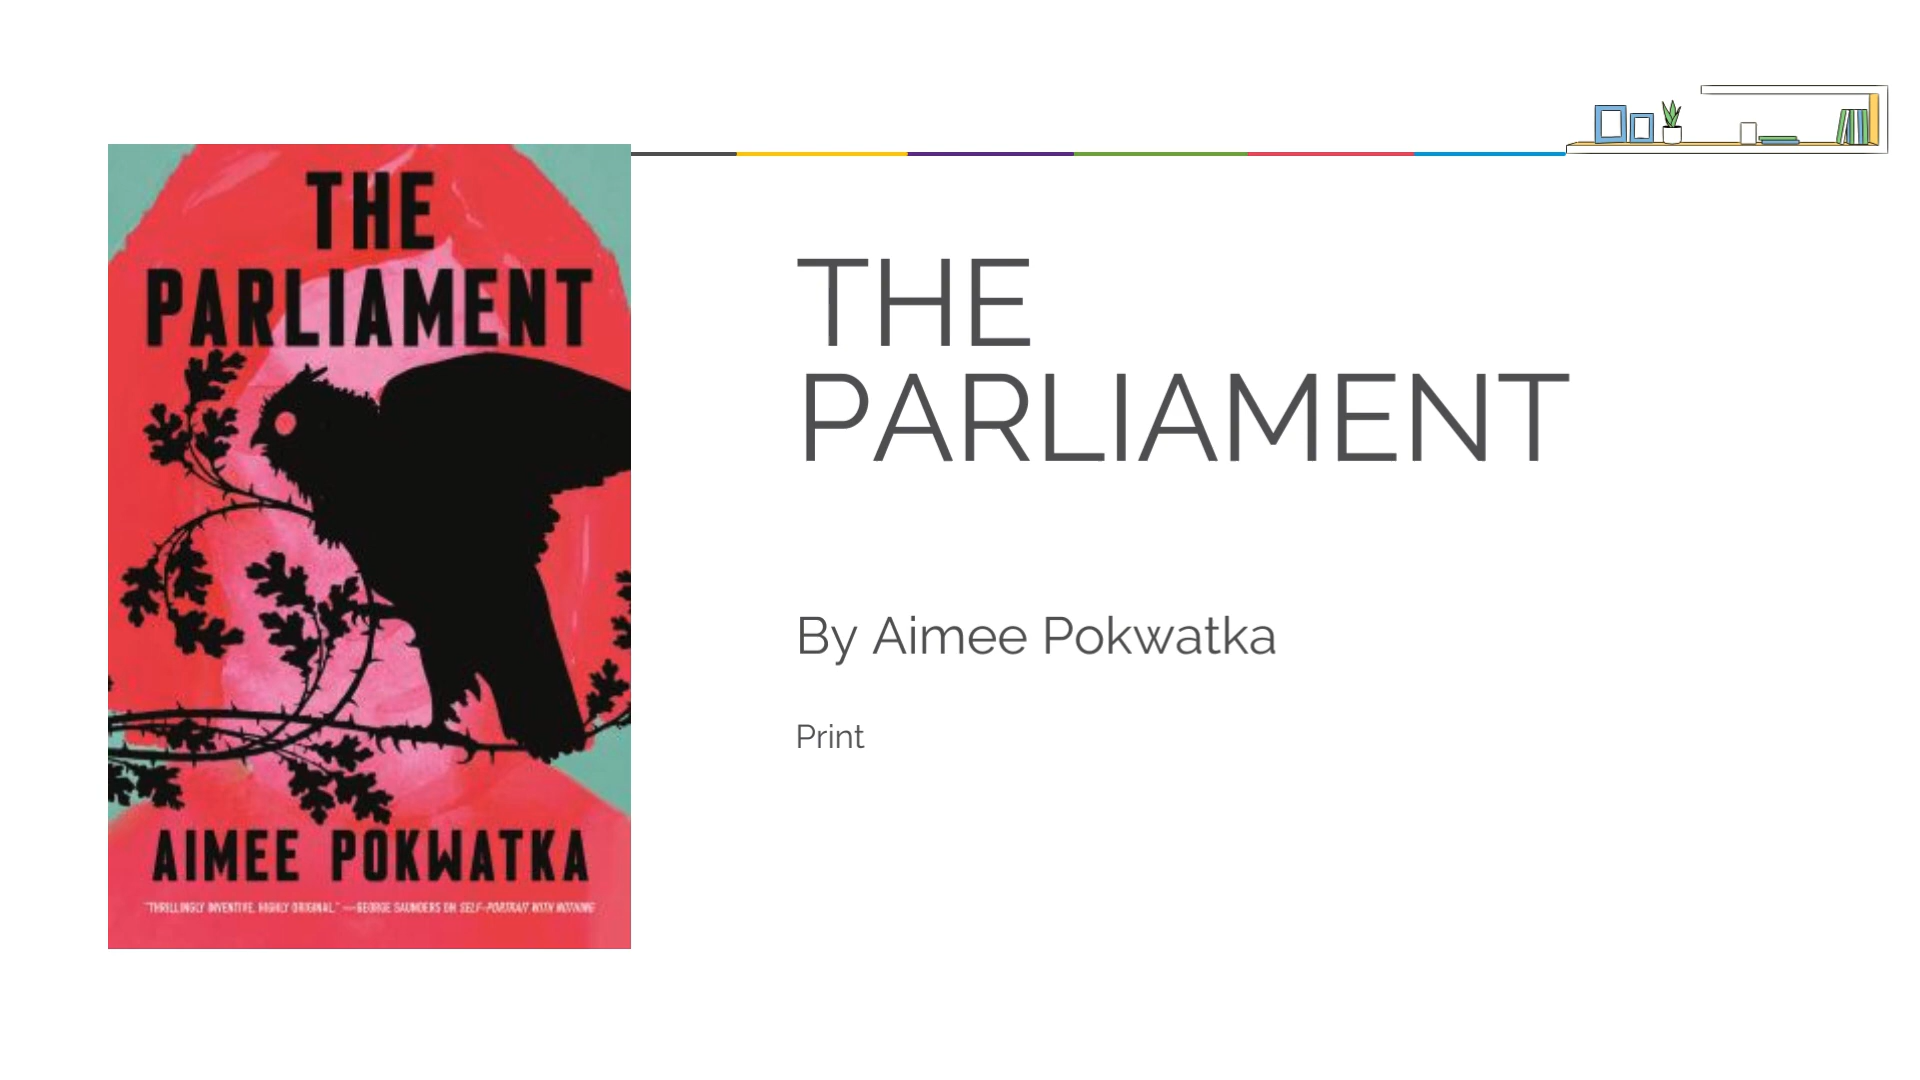 THE
PARLIAMENT
AIMEE POKWATKA
"THRILLINGLY INVENTIVE, HIGHLY ORIGINAL." —GEORGE SAUNDERS ON SELF-PORTRAIT WITH NOTHING
THE
PARLIAMENT
By Aimee Pokwatka
Print